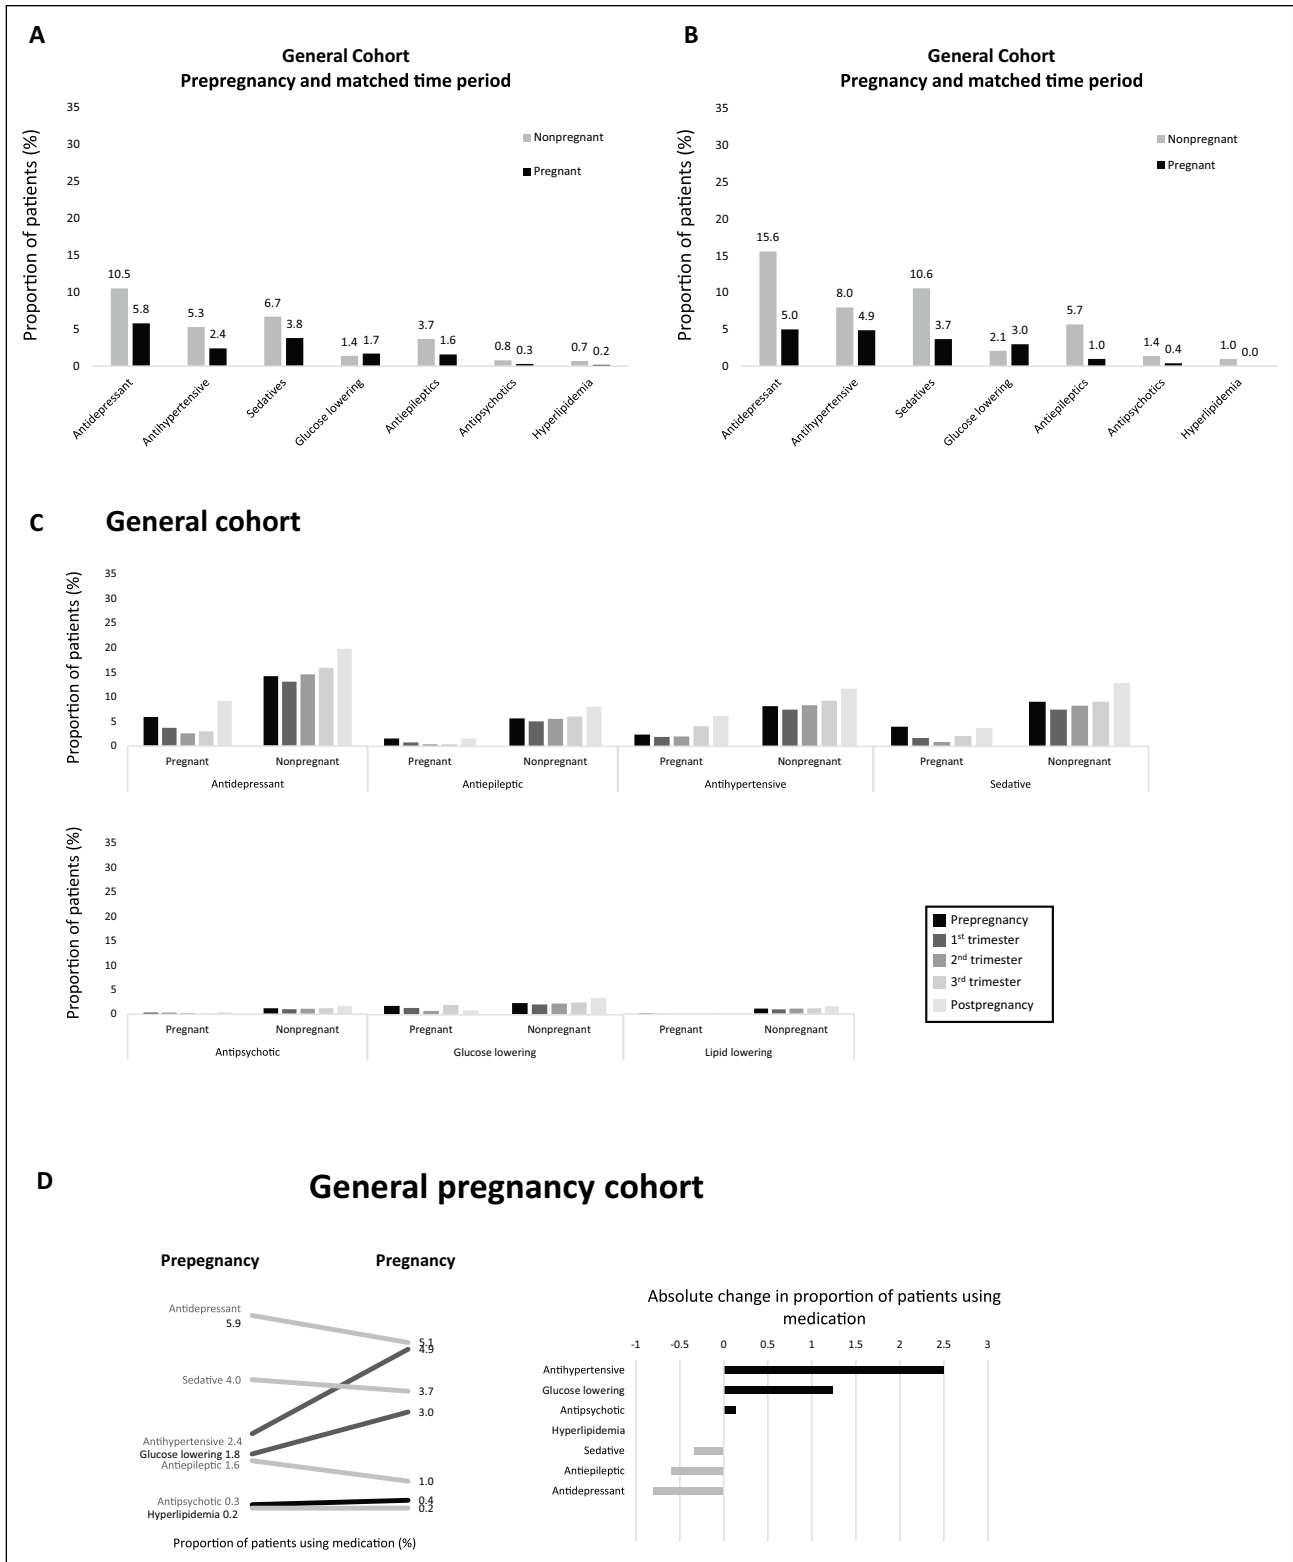 A
General Cohort
Prepregnancy and matched time period
Proportion of patients (%)
35
30
25
20
15
10
5
0
Nonpregnant
Pregnant
10.5
5.8
5.3
2.4
6.7
3.8
1.4
1.7
3.7
1.6
0.8
0.3
0.7
0.2
Antidepressant
Antihypertensive
Sedatives
Glucose lowering
Antiepileptics
Antipsychotics
Hyperlipidemia
B
General Cohort
Pregnancy and matched time period
Proportion of patients (%)
35
30
25
20
15
10
5
0
Nonpregnant
Pregnant
15.6
5.0
8.0
4.9
10.6
3.7
2.1
3.0
5.7
1.0
1.4
0.4
1.0
0.0
Antidepressant
Antihypertensive
Sedatives
Glucose lowering
Antiepileptics
Antipsychotics
Hyperlipidemia
C
General cohort
Proportion of patients (%)
35
30
25
20
15
10
5
0
Pregnant
Nonpregnant
Pregnant
Nonpregnant
Pregnant
Nonpregnant
Pregnant
Nonpregnant
Antidepressant
Antiepileptic
Antihypertensive
Sedative
Proportion of patients (%)
35
30
25
20
15
10
5
0
Pregnant
Nonpregnant
Pregnant
Nonpregnant
Pregnant
Nonpregnant
Antipsychotic
Glucose lowering
Lipid lowering
Prepregnancy
1st trimester
2nd trimester
3rd trimester
Postpregnancy
D
General pregnancy cohort
Prepegnancy
Pregnancy
Antidepressant
5.9
Sedative 4.0
Antihypertensive 2.4
Glucose lowering 1.8
Antiepileptic 1.6
Antipsychotic 0.3
Hyperlipidemia 0.2
5.1
4.9
3.7
3.0
1.0
0.4
0.2
Proportion of patients using medication (%)
Absolute change in proportion of patients using
medication
-1
-0.5
0
0.5
1
1.5
2
2.5
3
Antihypertensive
Glucose lowering
Antipsychotic
Hyperlipidemia
Sedative
Antiepileptic
Antidepressant